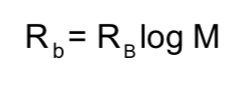 R_b = R_B log M